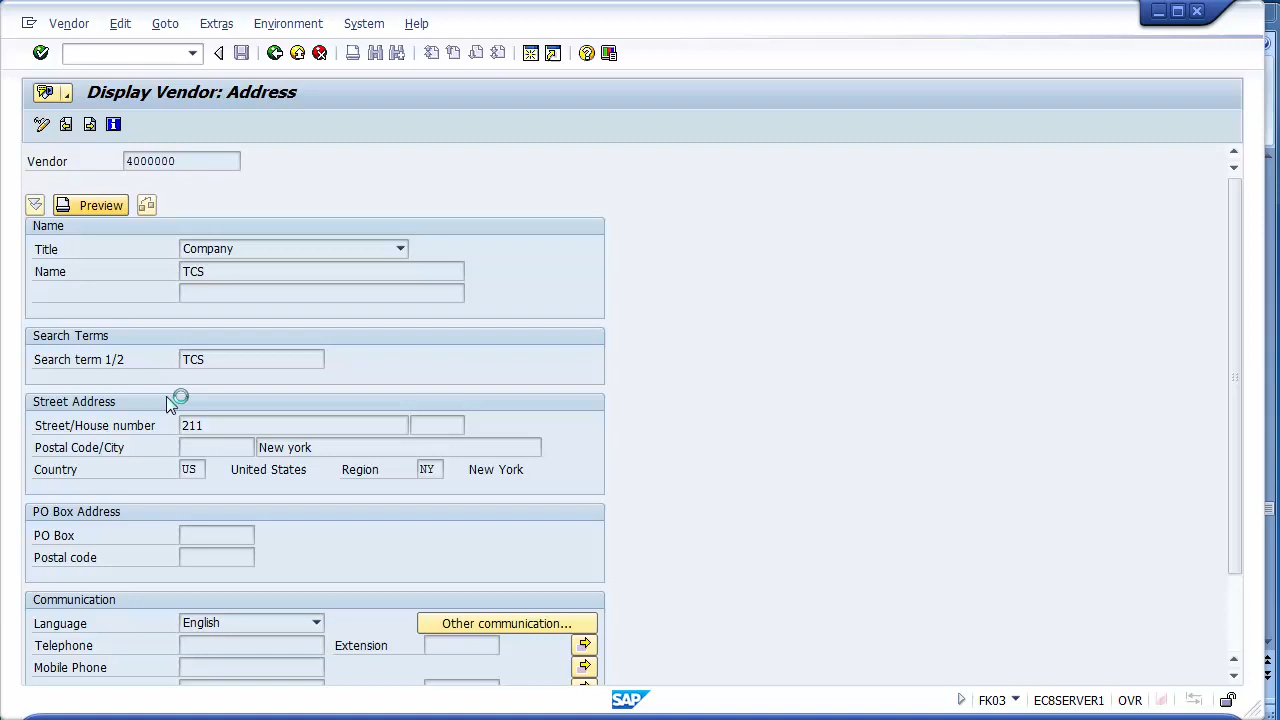 Vendor Edit Goto Extras Environment System Help
Display Vendor: Address
Vendor 4000000
Preview
Name
Title Company
Name TCS
Search Terms
Search term 1/2 TCS
Street Address
Street/House number 211
Postal Code/City New york
Country US United States Region NY New York
PO Box Address
PO Box
Postal code
Communication
Language English Other communication...
Telephone Extension
Mobile Phone
SAP FK03 EC8SERVER1 OVR